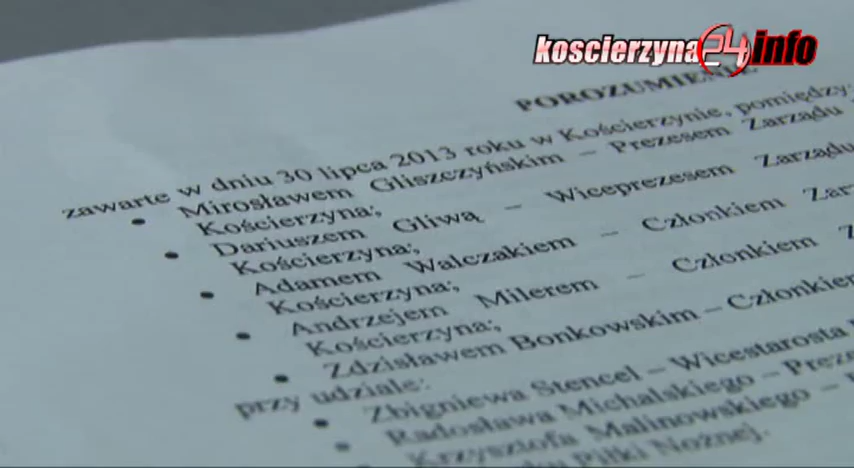 koscierzyna24info
POROZUMIENIE
zawarte w dniu 30 lipca 2013 roku w Kościerzynie, pomiędzy:
• Mirosławem Gliszczyńskim – Prezesem Zarządu
Kościerzyna;
• Dariuszem Gliwą – Wiceprezesem Zarządu
Kościerzyna;
• Adamem Walczakiem – Członkiem
Kościerzyna;
• Andrzejem Milerem – Członkiem
Kościerzyna;
• Zdzisławem Bonkowskim –
przy udziale:
• Zbigniewa Stencel – Wicestarosta
• Radosława Michalskiego –
• Krzysztofa Malinowskiego –
Piłki Nożnej.